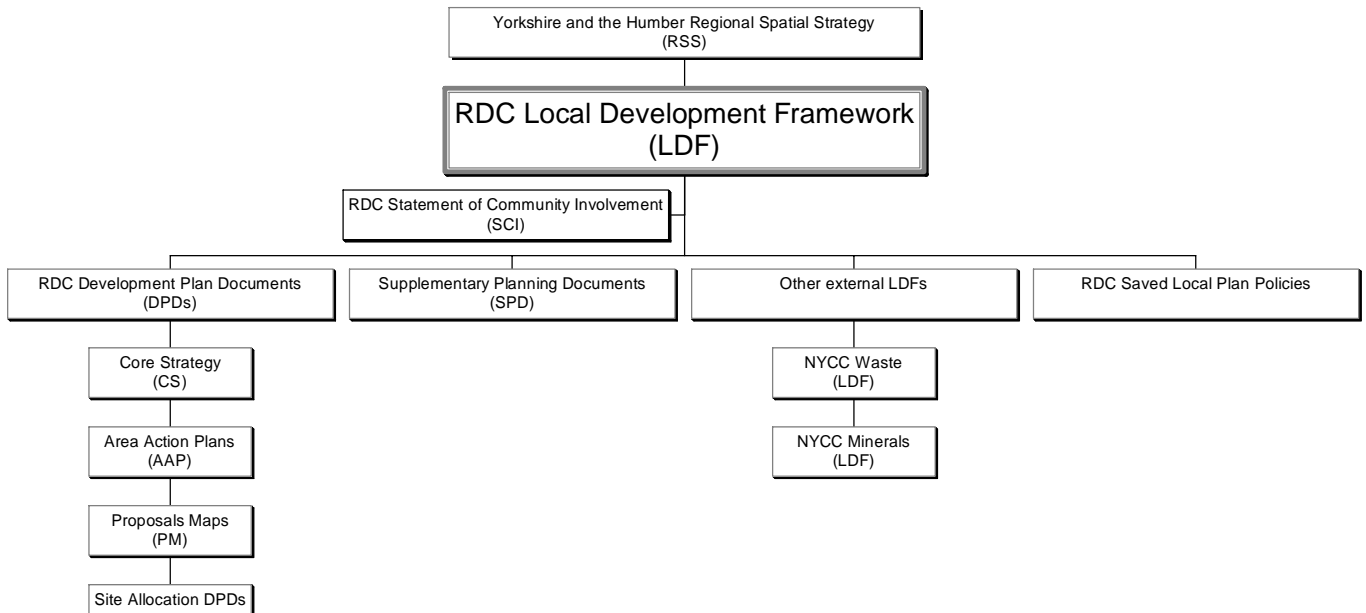 Yorkshire and the Humber Regional Spatial Strategy
(RSS)
RDC Local Development Framework
(LDF)
RDC Statement of Community Involvement
(SCI)
RDC Development Plan Documents
(DPDs)
Supplementary Planning Documents
(SPD)
Other external LDFs
RDC Saved Local Plan Policies
Core Strategy
(CS)
NYCC Waste
(LDF)
Area Action Plans
(AAP)
NYCC Minerals
(LDF)
Proposals Maps
(PM)
Site Allocation DPDs